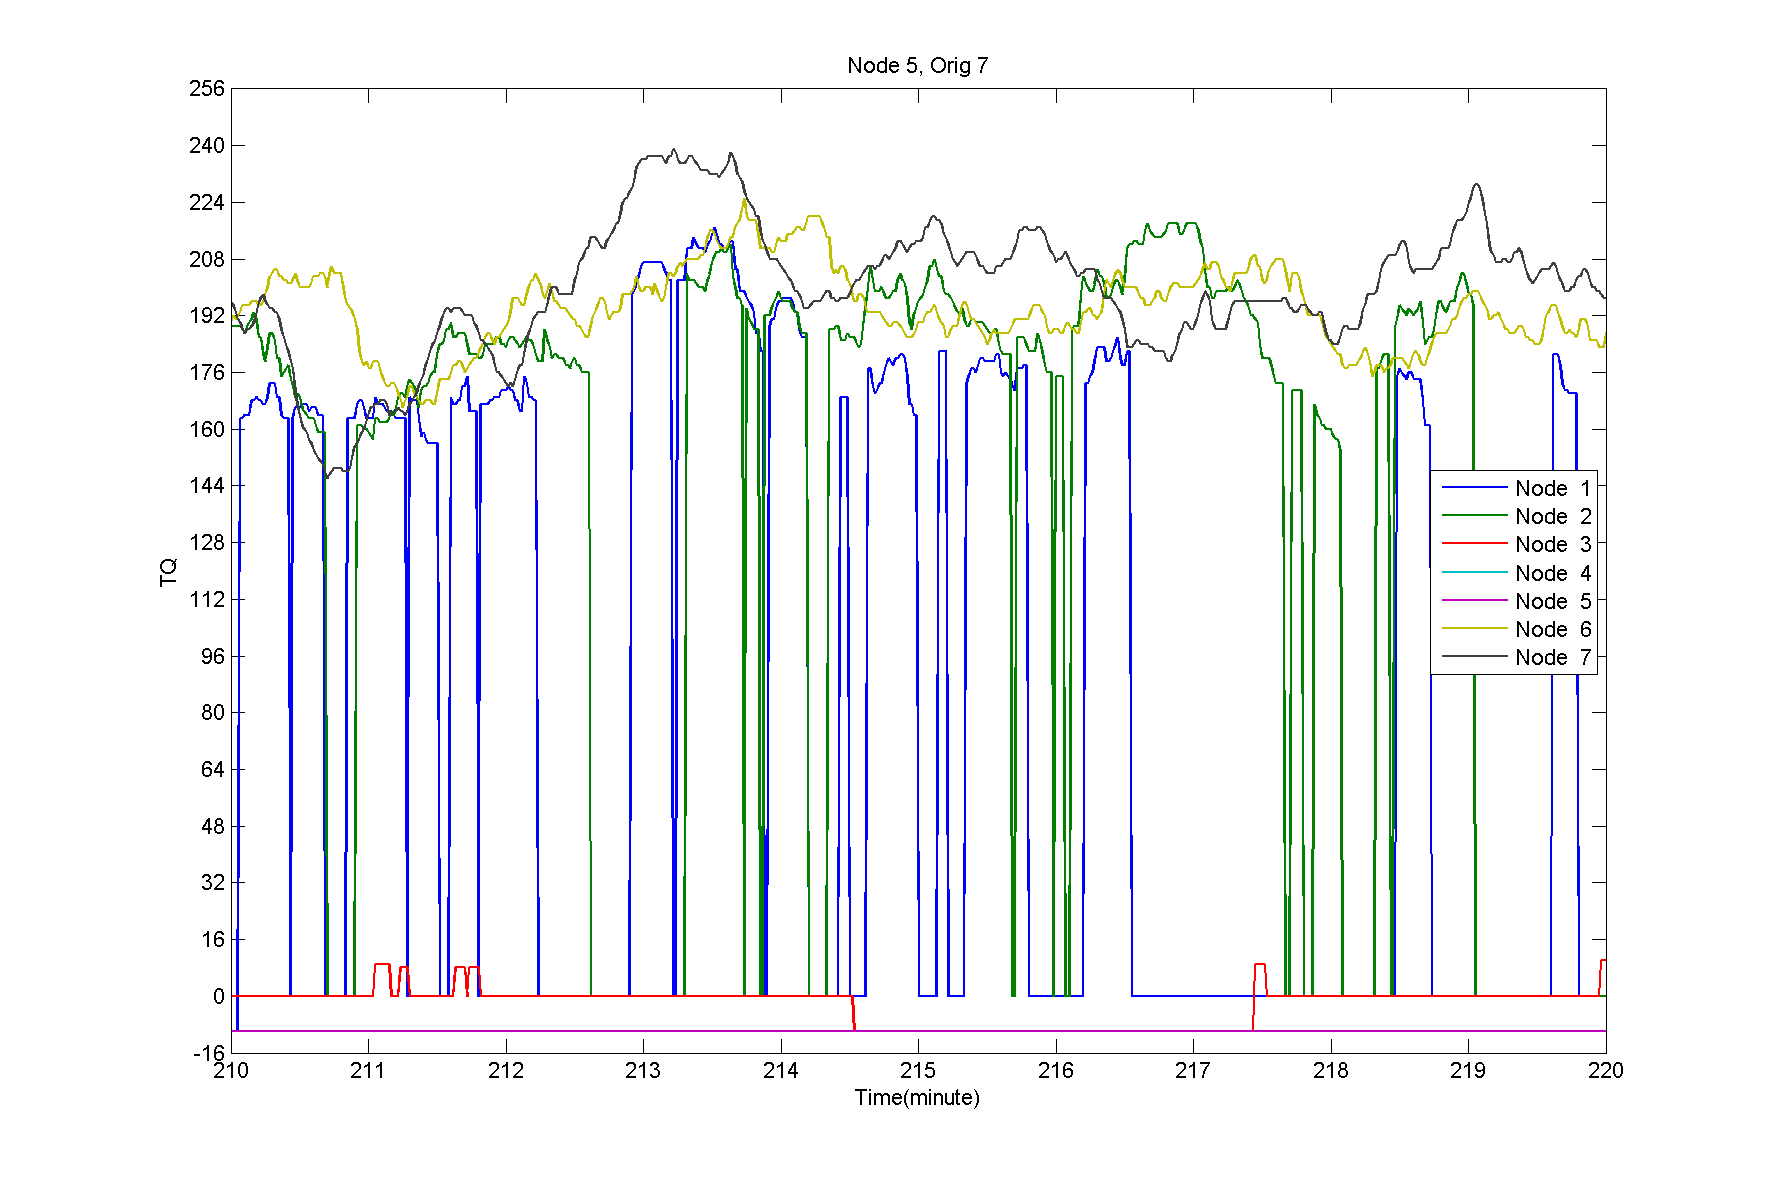 Node 5, Orig 7
256
240
224
208
192
176
160
144
128
112
96
80
64
48
32
16
0
-16
TQ
Node 1
Node 2
Node 3
Node 4
Node 5
Node 6
Node 7
210 211 212 213 214 215 216 217 218 219 220
Time(minute)